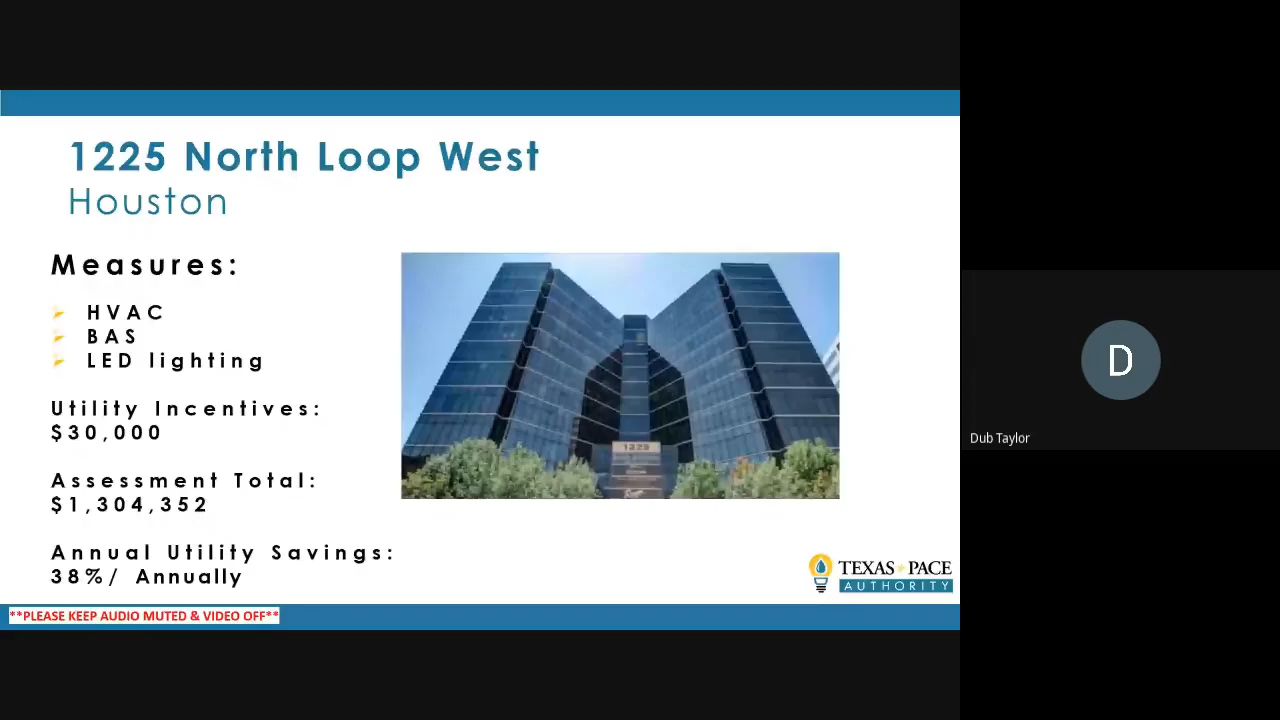 1225 North Loop West
Houston
Measures:
HVAC
BAS
LED lighting
Utility Incentives:
$30,000
Assessment Total:
$1,304,352
Annual Utility Savings:
38%/ Annually
1225
TEXAS PACE
AUTHORITY
**PLEASE KEEP AUDIO MUTED & VIDEO OFF**
D
Dub Taylor